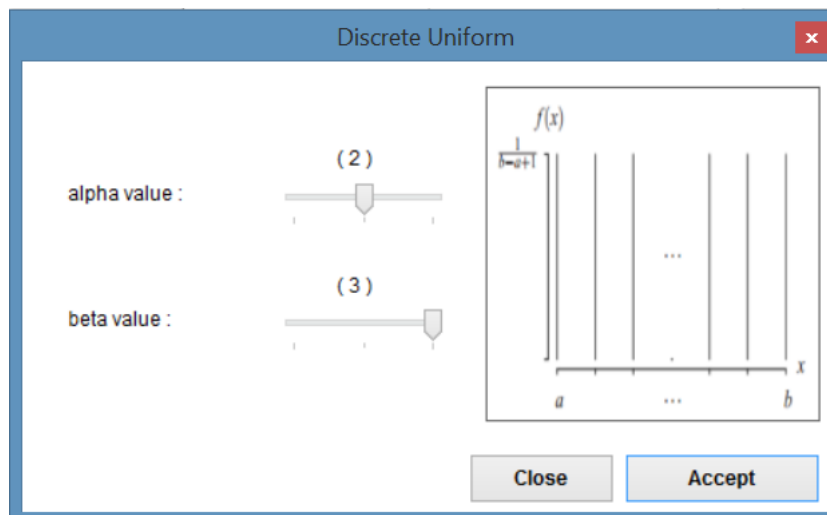 Discrete Uniform
x
( 2 )
alpha value :
( 3 )
beta value :
f(x)
1
b−a+1
...
x
a
...
b
Close
Accept